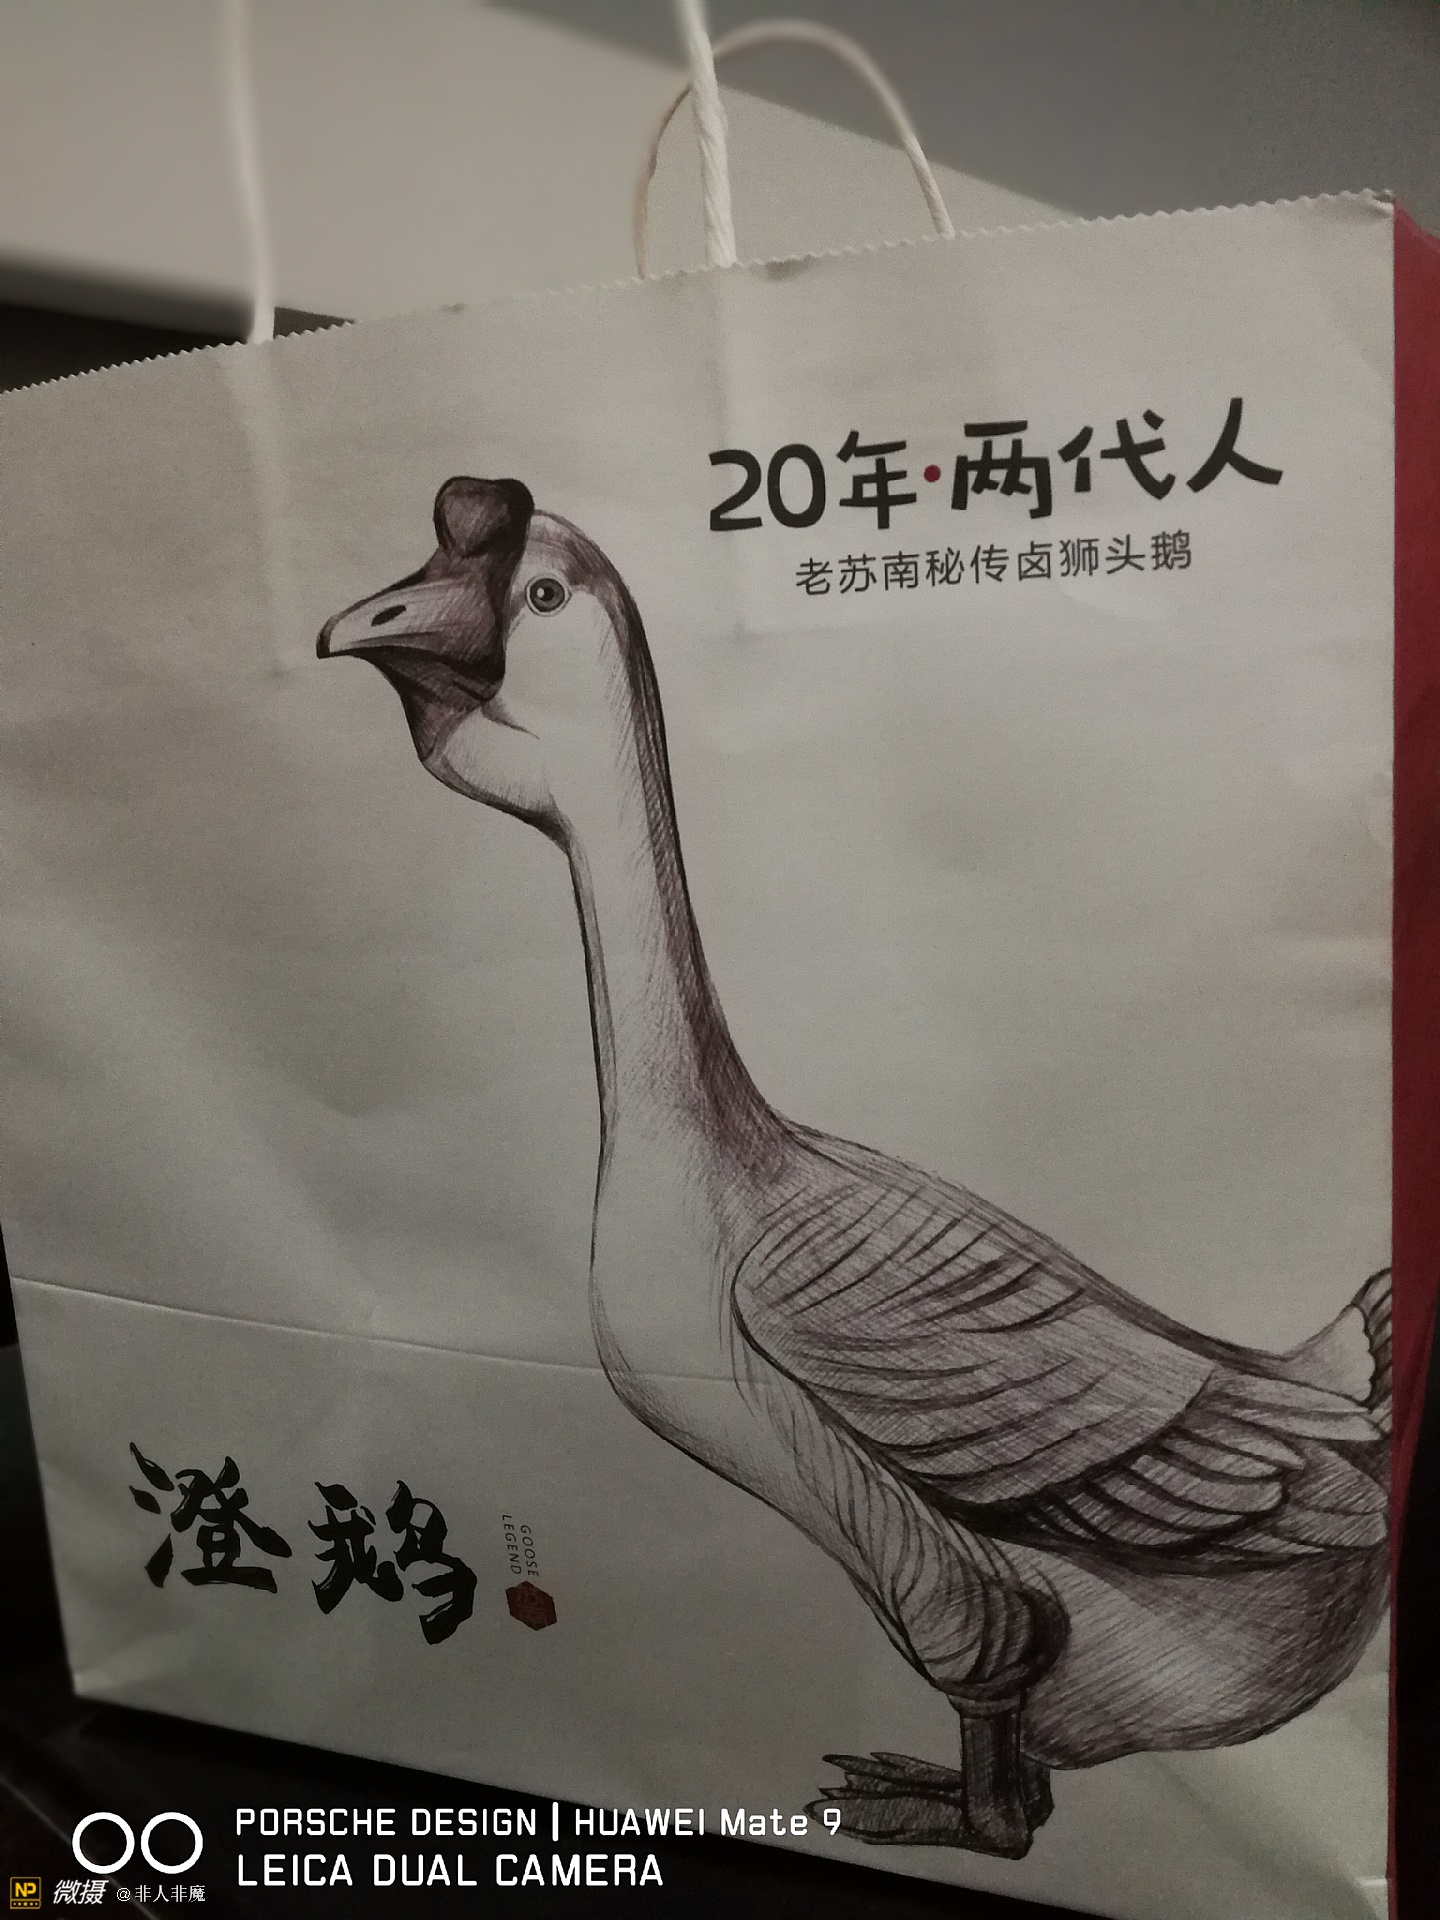 20年·两代人
老苏南秘传卤狮头鹅
澄鹅
GOOSE
LEGEND
PORSCHE DESIGN | HUAWEI Mate 9
LEICA DUAL CAMERA
NP 微摄 @非人非魔